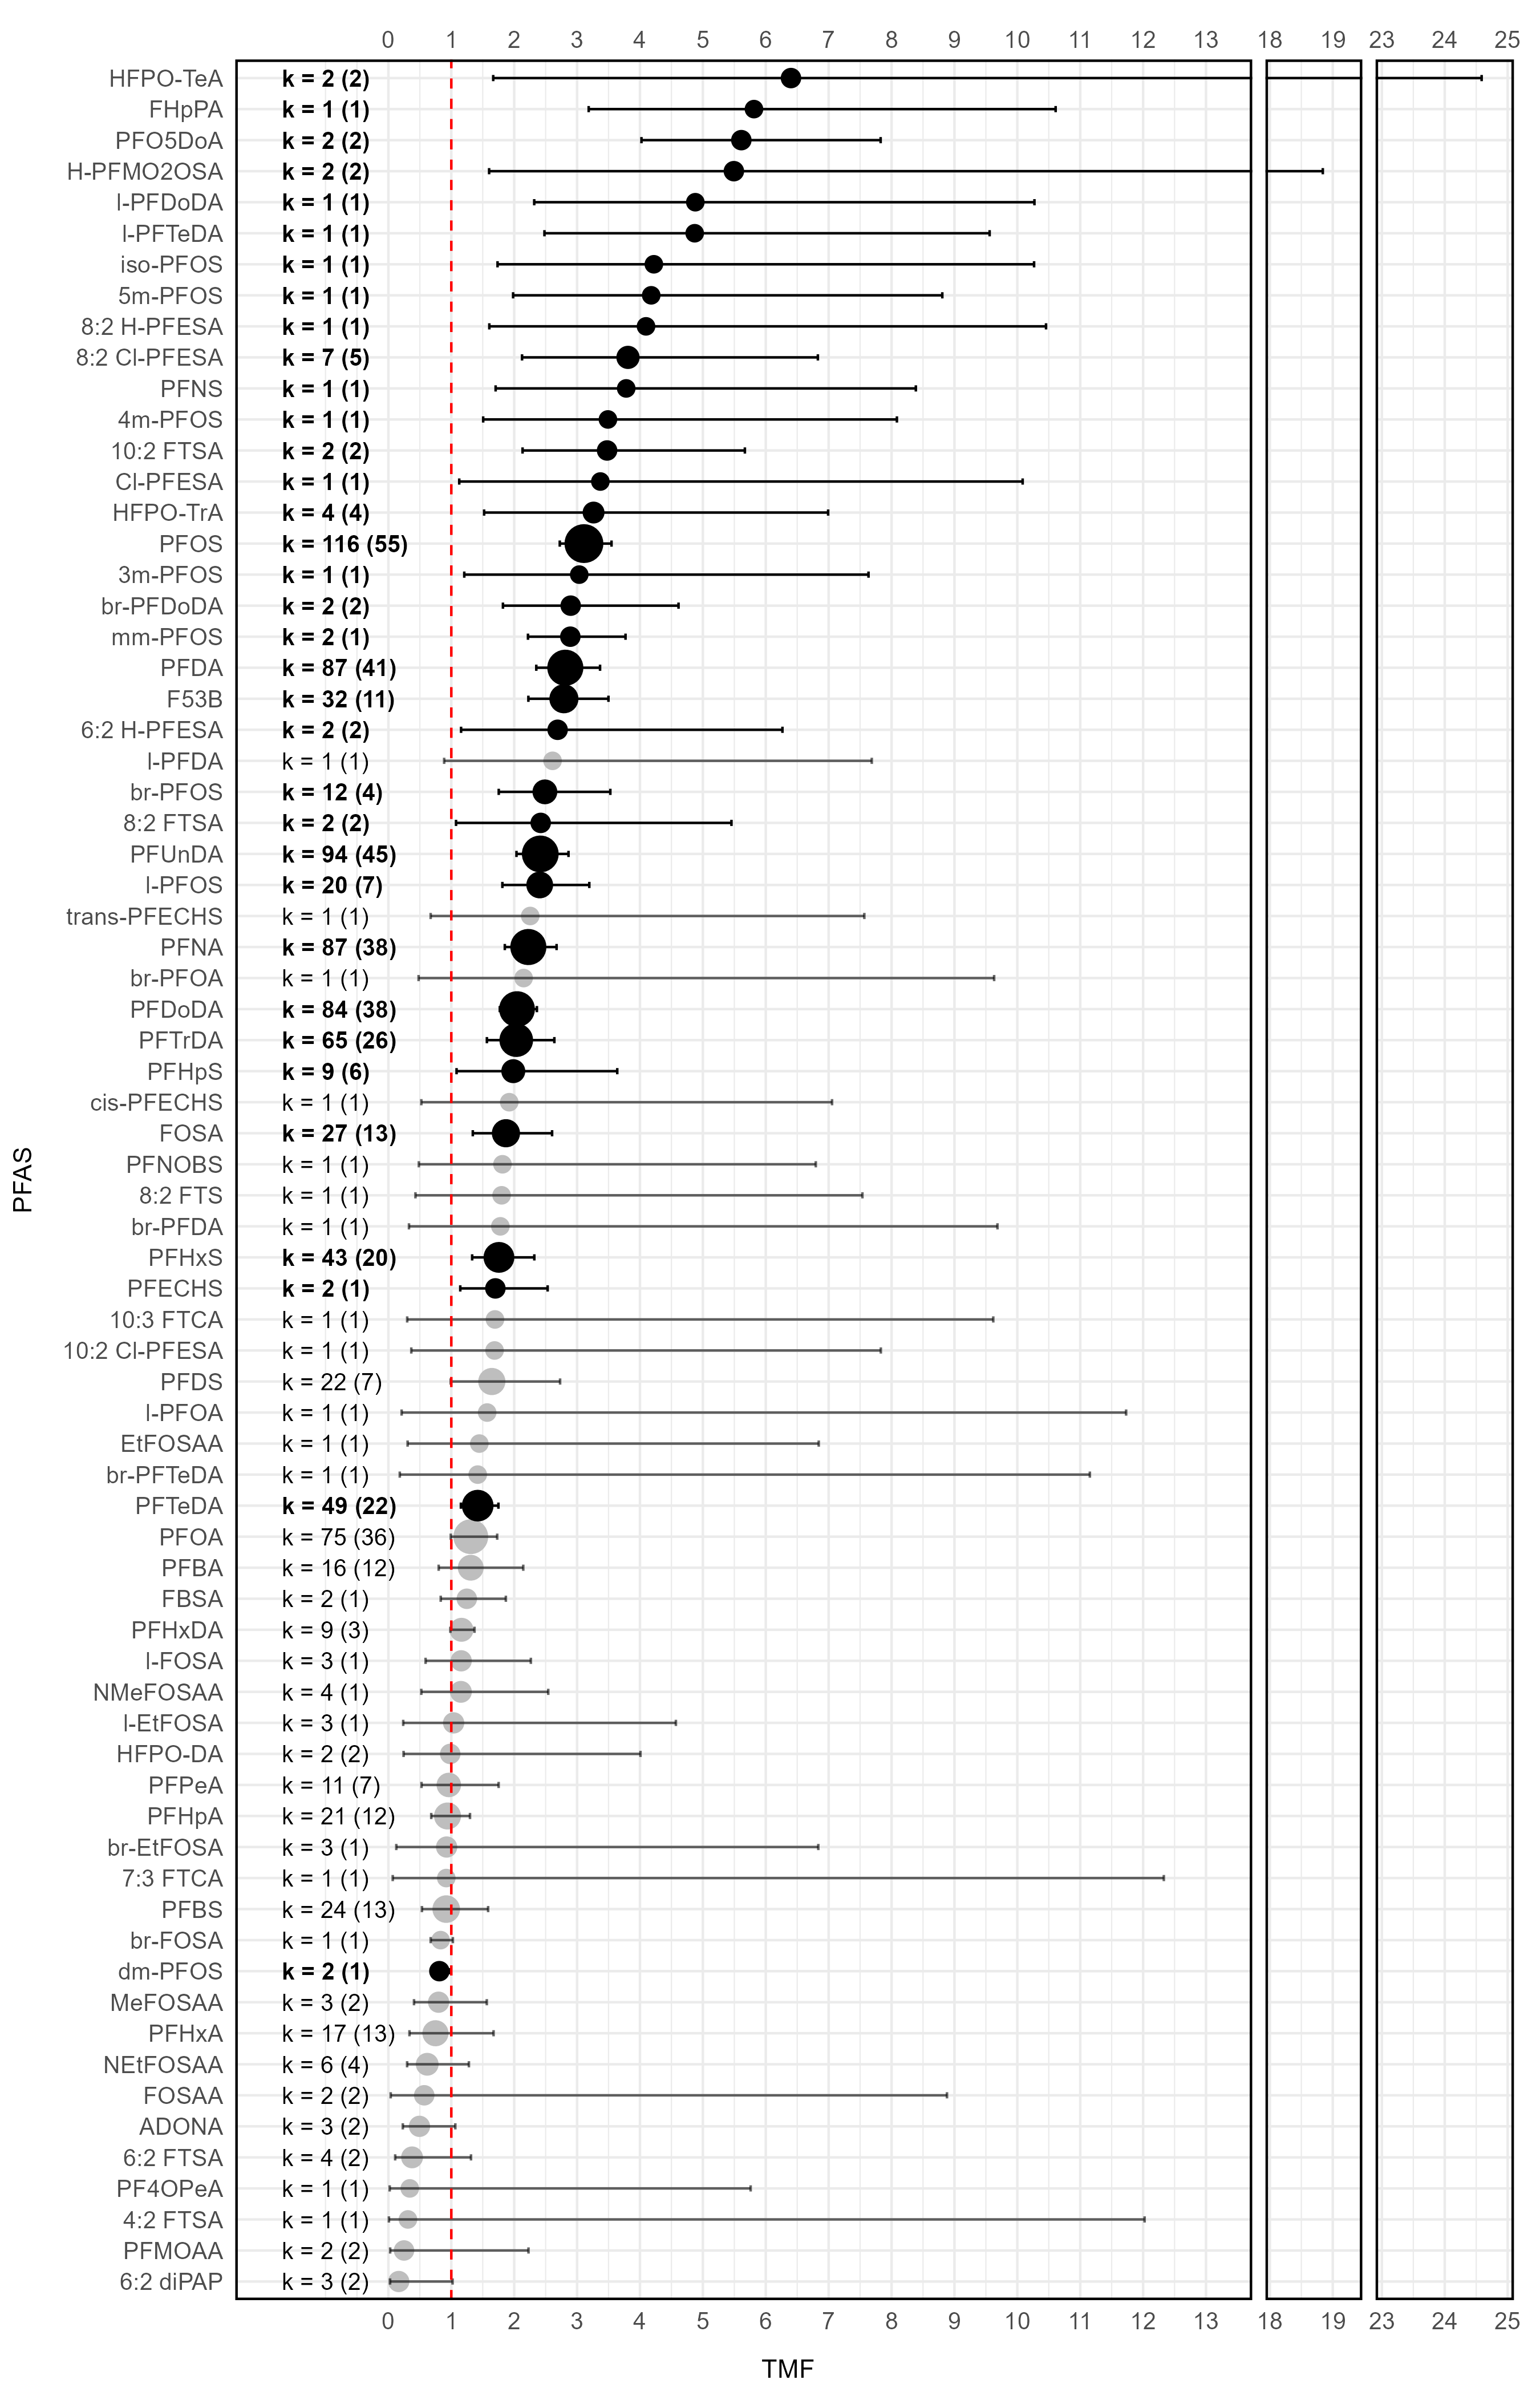 0 1 2 3 4 5 6 7 8 9 10 11 12 13 18 19 23 24 25
HFPO-TeA k = 2 (2)
FHpPA k = 1 (1)
PFO5DoA k = 2 (2)
H-PFMO2OSA k = 2 (2)
l-PFDoDA k = 1 (1)
l-PFTeDA k = 1 (1)
iso-PFOS k = 1 (1)
5m-PFOS k = 1 (1)
8:2 H-PFESA k = 1 (1)
8:2 Cl-PFESA k = 7 (5)
PFNS k = 1 (1)
4m-PFOS k = 1 (1)
10:2 FTSA k = 2 (2)
Cl-PFESA k = 1 (1)
HFPO-TrA k = 4 (4)
PFOS k = 116 (55)
3m-PFOS k = 1 (1)
br-PFDoDA k = 2 (2)
mm-PFOS k = 2 (1)
PFDA k = 87 (41)
F53B k = 32 (11)
6:2 H-PFESA k = 2 (2)
l-PFDA k = 1 (1)
br-PFOS k = 12 (4)
8:2 FTSA k = 2 (2)
PFUnDA k = 94 (45)
l-PFOS k = 20 (7)
trans-PFECHS k = 1 (1)
PFNA k = 87 (38)
br-PFOA k = 1 (1)
PFDoDA k = 84 (38)
PFTrDA k = 65 (26)
PFHpS k = 9 (6)
cis-PFECHS k = 1 (1)
FOSA k = 27 (13)
PFNOBS k = 1 (1)
8:2 FTS k = 1 (1)
br-PFDA k = 1 (1)
PFHxS k = 43 (20)
PFECHS k = 2 (1)
10:3 FTCA k = 1 (1)
10:2 Cl-PFESA k = 1 (1)
PFDS k = 22 (7)
l-PFOA k = 1 (1)
EtFOSAA k = 1 (1)
br-PFTeDA k = 1 (1)
PFTeDA k = 49 (22)
PFOA k = 75 (36)
PFBA k = 16 (12)
FBSA k = 2 (1)
PFHxDA k = 9 (3)
l-FOSA k = 3 (1)
NMeFOSAA k = 4 (1)
l-EtFOSA k = 3 (1)
HFPO-DA k = 2 (2)
PFPeA k = 11 (7)
PFHpA k = 21 (12)
br-EtFOSA k = 3 (1)
7:3 FTCA k = 1 (1)
PFBS k = 24 (13)
br-FOSA k = 1 (1)
dm-PFOS k = 2 (1)
MeFOSAA k = 3 (2)
PFHxA k = 17 (13)
NEtFOSAA k = 6 (4)
FOSAA k = 2 (2)
ADONA k = 3 (2)
6:2 FTSA k = 4 (2)
PF4OPeA k = 1 (1)
4:2 FTSA k = 1 (1)
PFMOAA k = 2 (2)
6:2 diPAP k = 3 (2)
0 1 2 3 4 5 6 7 8 9 10 11 12 13 18 19 23 24 25
TMF
PFAS